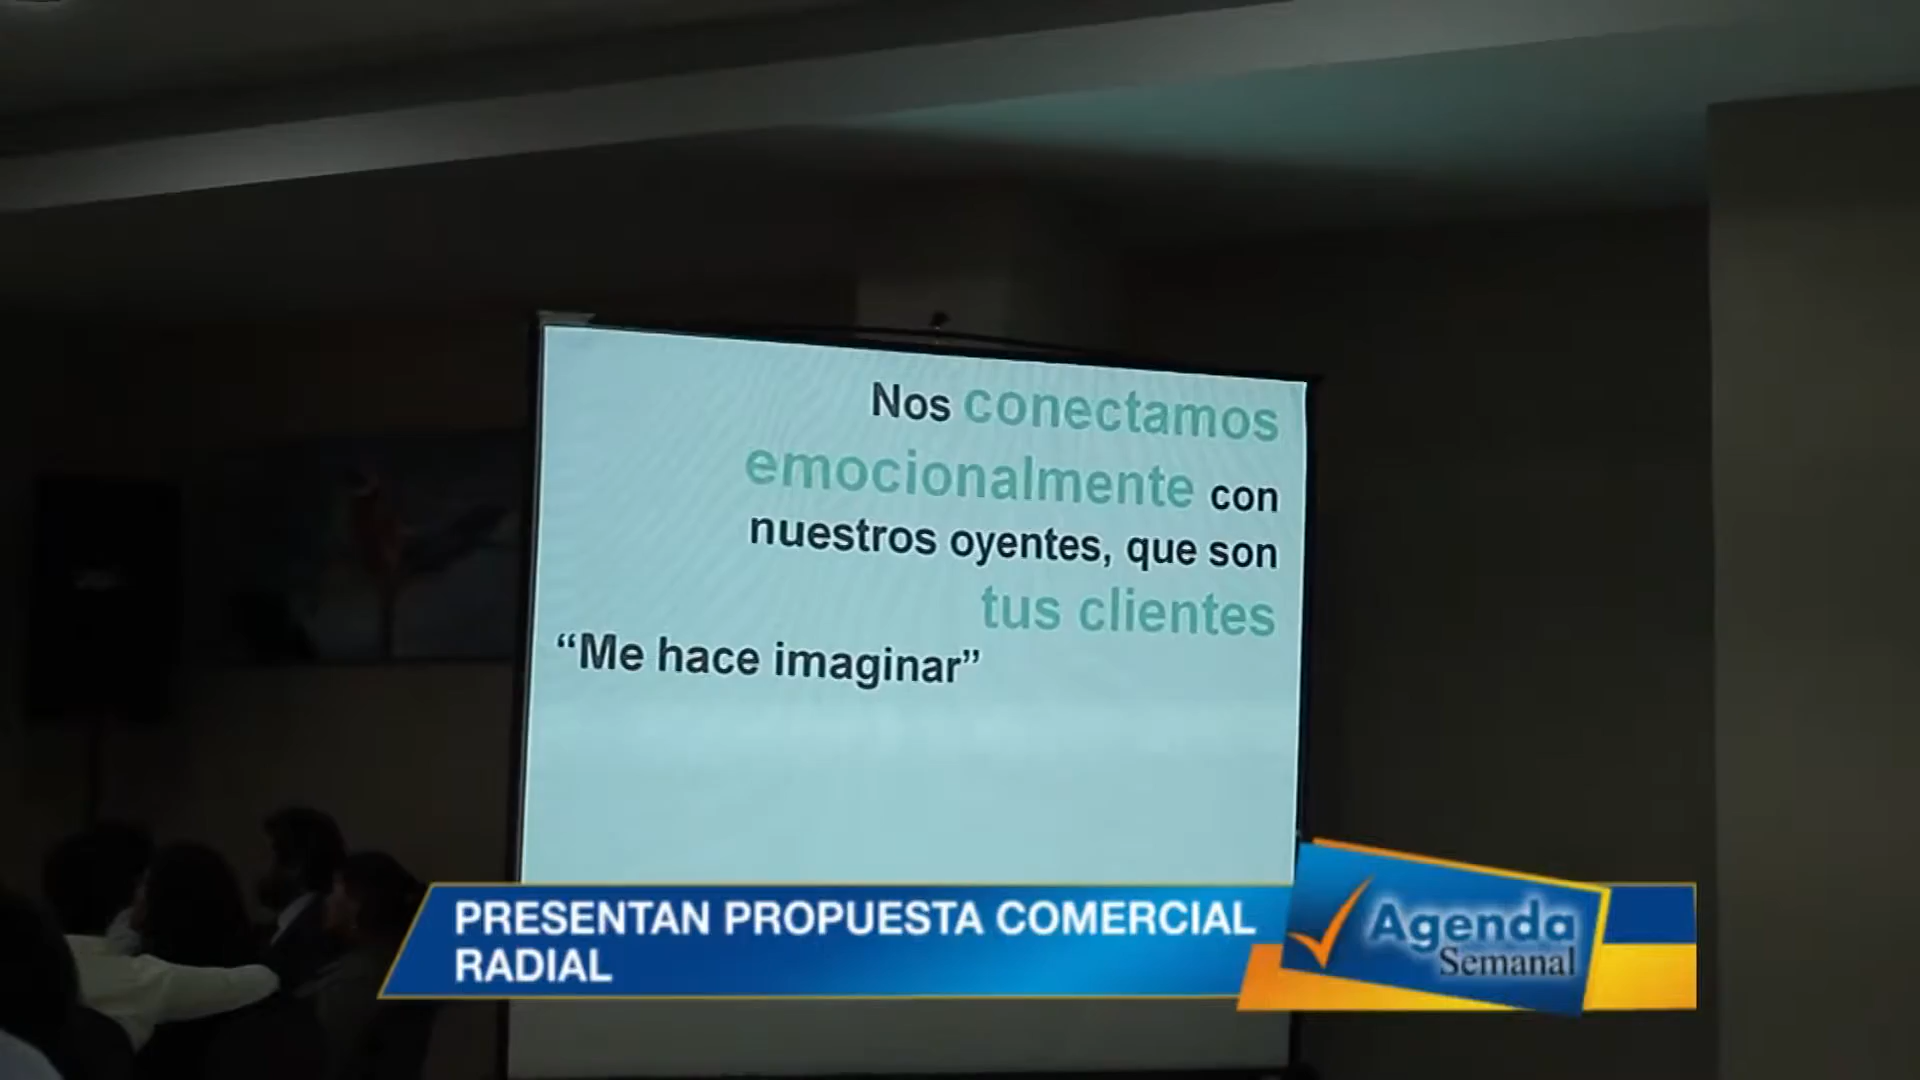 Nos conectamos
emocionalmente con
nuestros oyentes, que son
tus clientes
“Me hace imaginar”
PRESENTAN PROPUESTA COMERCIAL
RADIAL
Agenda
Semanal